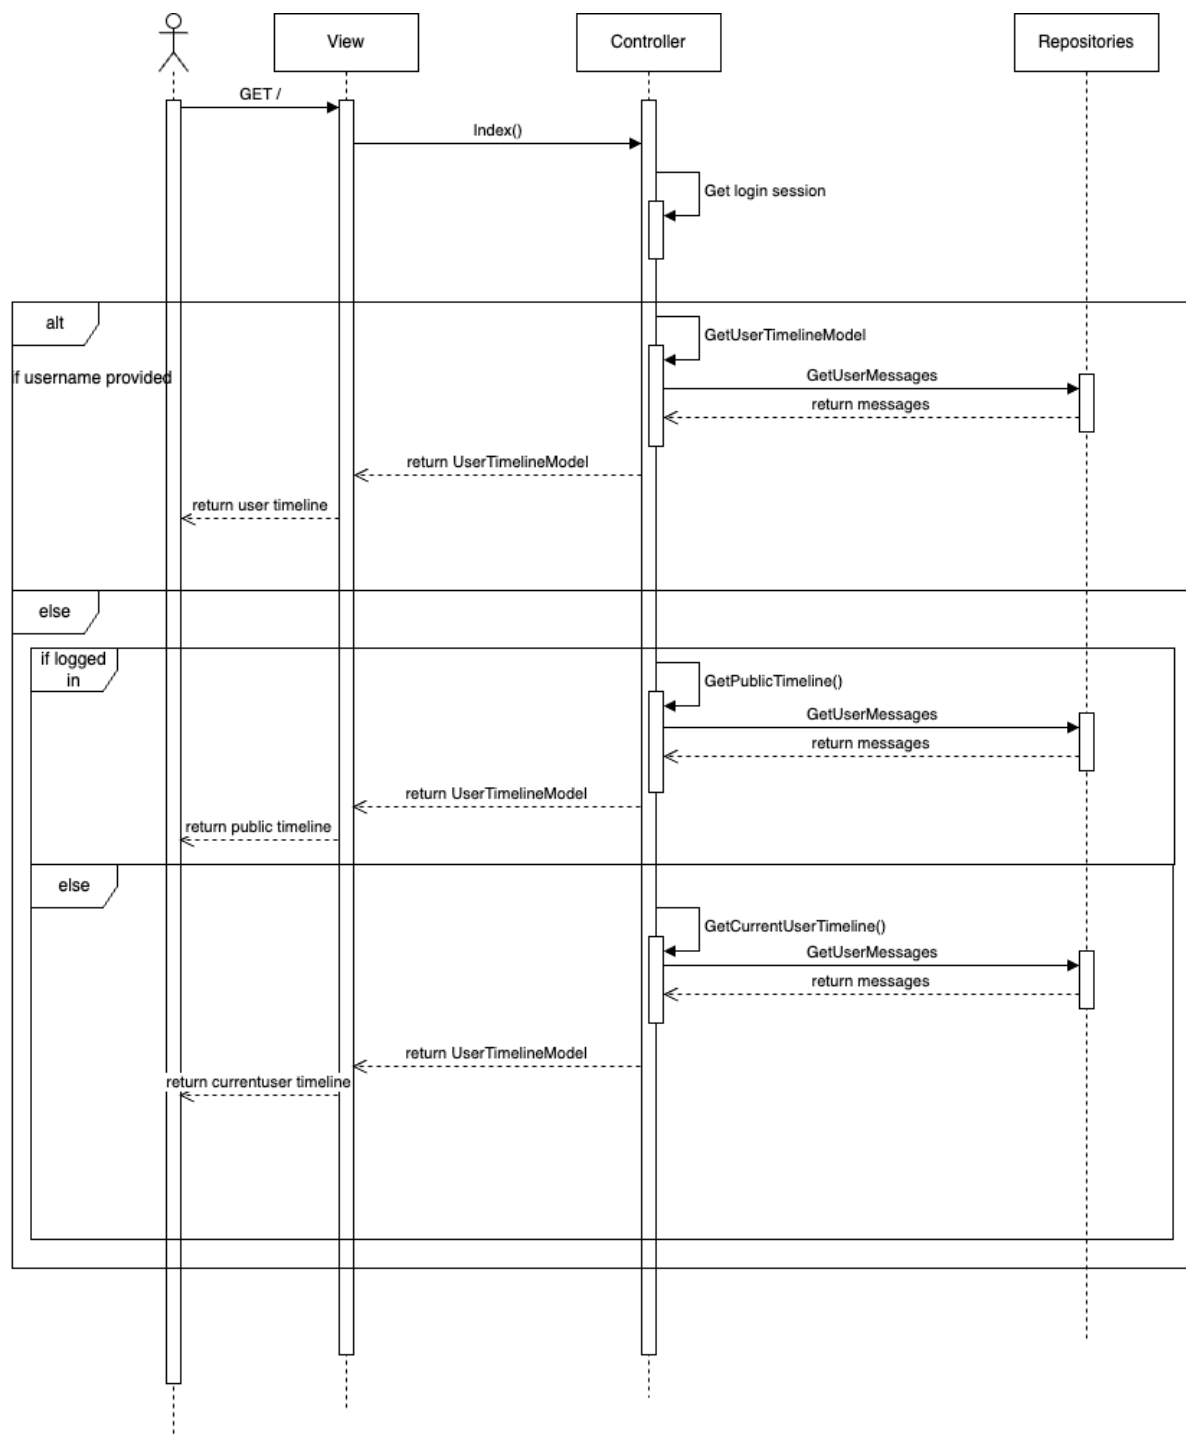 View
Controller
Repositories
GET /
Index()
Get login session
alt
GetUserTimelineModel
if username provided
GetUserMessages
return messages
return UserTimelineModel
return user timeline
else
if logged
in
GetPublicTimeline()
GetUserMessages
return messages
return UserTimelineModel
return public timeline
else
GetCurrentUserTimeline()
GetUserMessages
return messages
return UserTimelineModel
return currentuser timeline